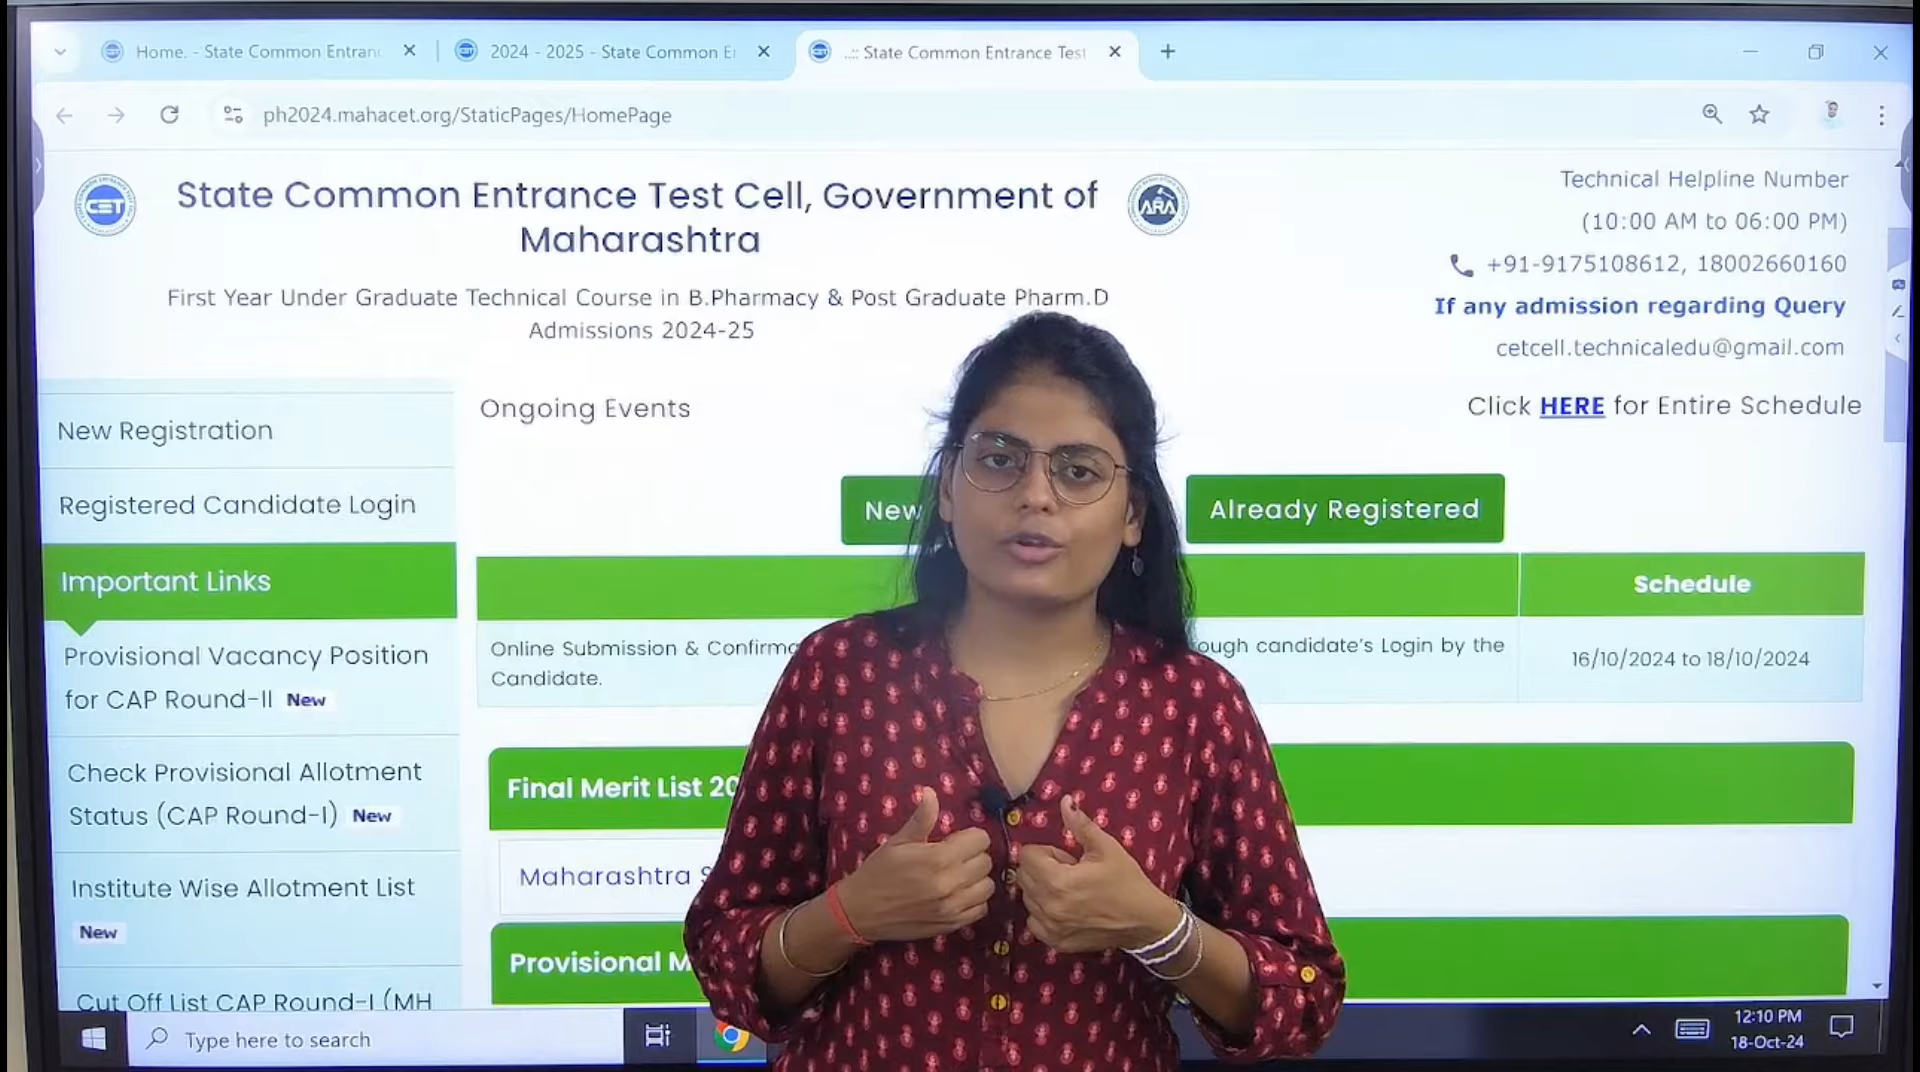 Home. - State Common Entran
2024 - 2025 - State Common E
..:: State Common Entrance Test
ph2024.mahacet.org/StaticPages/HomePage
CET
State Common Entrance Test Cell, Government of
Maharashtra
ARA
First Year Under Graduate Technical Course in B.Pharmacy & Post Graduate Pharm.D
Admissions 2024-25
Technical Helpline Number
(10:00 AM to 06:00 PM)
+91-9175108612, 18002660160
If any admission regarding Query
cetcell.technicaledu@gmail.com
New Registration
Registered Candidate Login
Important Links
Provisional Vacancy Position
for CAP Round-II New
Check Provisional Allotment
Status (CAP Round-I) New
Institute Wise Allotment List
New
Cut Off List CAP Round-I (MH
Ongoing Events
Click HERE for Entire Schedule
New
Already Registered
Schedule
Online Submission & Confirma ough candidate's Login by the
Candidate.
16/10/2024 to 18/10/2024
Final Merit List 20
Maharashtra S
Provisional M
Type here to search
12:10 PM
18-Oct-24